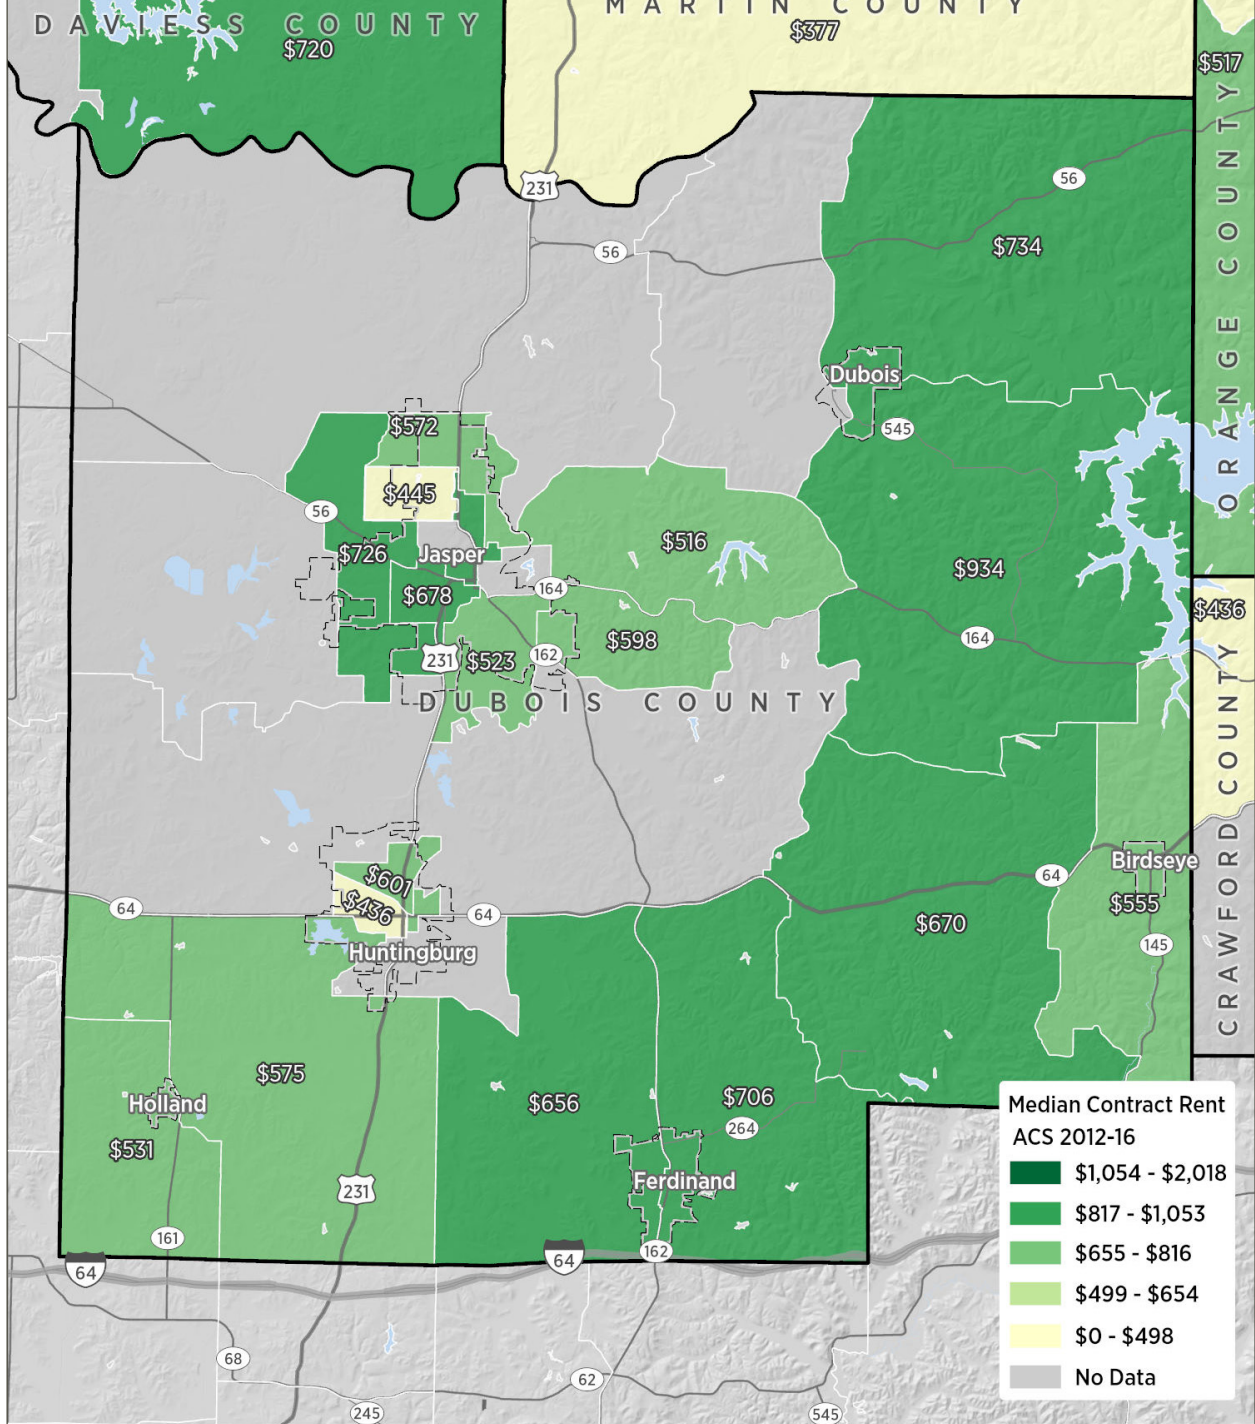 DAVIESS COUNTY
MARTIN COUNTY
$720
$377
$517
231
56
56
$734
ORANGE COUNTY
Dubois
545
$572
$445
56
$726
Jasper
$516
$678
164
$934
$436
$598
164
231
$523
162
DUBOIS COUNTY
CRAWFORD COUNTY
$601
$436
64
64
Huntingburg
64
Birdseye
$555
$670
145
$575
Holland
$531
$656
$706
264
Ferdinand
231
161
64
64
162
68
62
245
545
Median Contract Rent
ACS 2012-16
$1,054 - $2,018
$817 - $1,053
$655 - $816
$499 - $654
$0 - $498
No Data